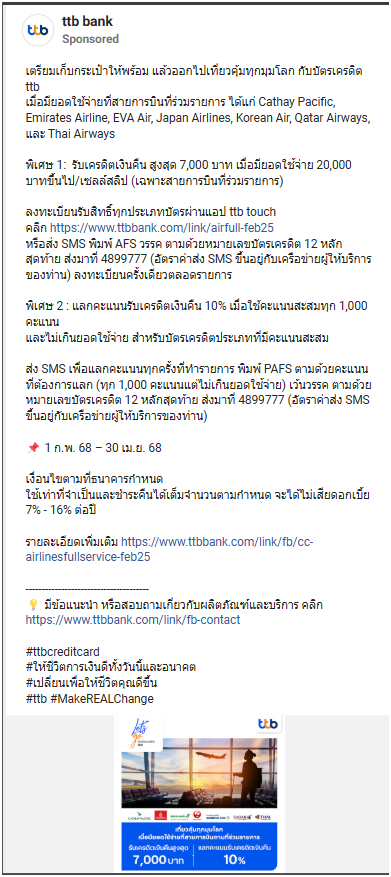 ttb
ttb bank
Sponsored
เตรียมเก็บกระเป๋าให้พร้อม แล้วออกไปเที่ยวคุ้มทุกมุมโลก กับบัตรเครดิต
ttb
เมื่อมียอดใช้จ่ายที่สายการบินที่ร่วมรายการ ได้แก่ Cathay Pacific,
Emirates Airline, EVA Air, Japan Airlines, Korean Air, Qatar Airways,
และ Thai Airways
พิเศษ 1: รับเครดิตเงินคืน สูงสุด 7,000 บาท เมื่อมียอดใช้จ่าย 20,000
บาทขึ้นไป/เซลล์สลิป (เฉพาะสายการบินที่ร่วมรายการ)
ลงทะเบียนรับสิทธิ์ทุกประเภทบัตรผ่านแอป ttb touch
คลิก https://www.ttbbank.com/link/airfull-feb25
หรือส่ง SMS พิมพ์ AFS วรรค ตามด้วยหมายเลขบัตรเครดิต 12 หลัก
สุดท้าย ส่งมาที่ 4899777 (อัตราค่าส่ง SMS ขึ้นอยู่กับเครือข่ายผู้ให้บริการ
ของท่าน) ลงทะเบียนครั้งเดียวตลอดรายการ
พิเศษ 2 : แลกคะแนนรับเครดิตเงินคืน 10% เมื่อใช้คะแนนสะสมทุก 1,000
คะแนน
และไม่เกินยอดใช้จ่าย สำหรับบัตรเครดิตประเภทที่มีคะแนนสะสม
ส่ง SMS เพื่อแลกคะแนนทุกครั้งที่ทำรายการ พิมพ์ PAFS ตามด้วยคะแนน
ที่ต้องการแลก (ทุก 1,000 คะแนนแต่ไม่เกินยอดใช้จ่าย) เว้นวรรค ตามด้วย
หมายเลขบัตรเครดิต 12 หลักสุดท้าย ส่งมาที่ 4899777 (อัตราค่าส่ง SMS
ขึ้นอยู่กับเครือข่ายผู้ให้บริการของท่าน)
📌 1 ก.พ. 68 – 30 เม.ย. 68
เงื่อนไขตามที่ธนาคารกำหนด
ใช้เท่าที่จำเป็นและชำระคืนได้เต็มจำนวนตามกำหนด จะได้ไม่เสียดอกเบี้ย
7% - 16% ต่อปี
รายละเอียดเพิ่มเติม https://www.ttbbank.com/link/fb/cc-
airlinesfullservice-feb25
--------------------------------------
💡 มีข้อแนะนำ หรือสอบถามเกี่ยวกับผลิตภัณฑ์และบริการ คลิก
https://www.ttbbank.com/link/fb-contact
#ttbcreditcard
#ให้ชีวิตการเงินดีทั้งวันนี้และอนาคต
#เปลี่ยนเพื่อให้ชีวิตคุณดีขึ้น
#ttb #MakeREALChange
let's
go
ttb
CATHAY PACIFIC
EVA AIR
KOREAN AIR
QATAR
THAI
เที่ยวคุ้มทุกมุมโลก
เมื่อมียอดใช้จ่ายที่สายการบินตามที่ร่วมรายการ
รับเครดิตเงินคืนสูงสุด
7,000 บาท
แลกคะแนนรับเครดิตเงินคืน
10%